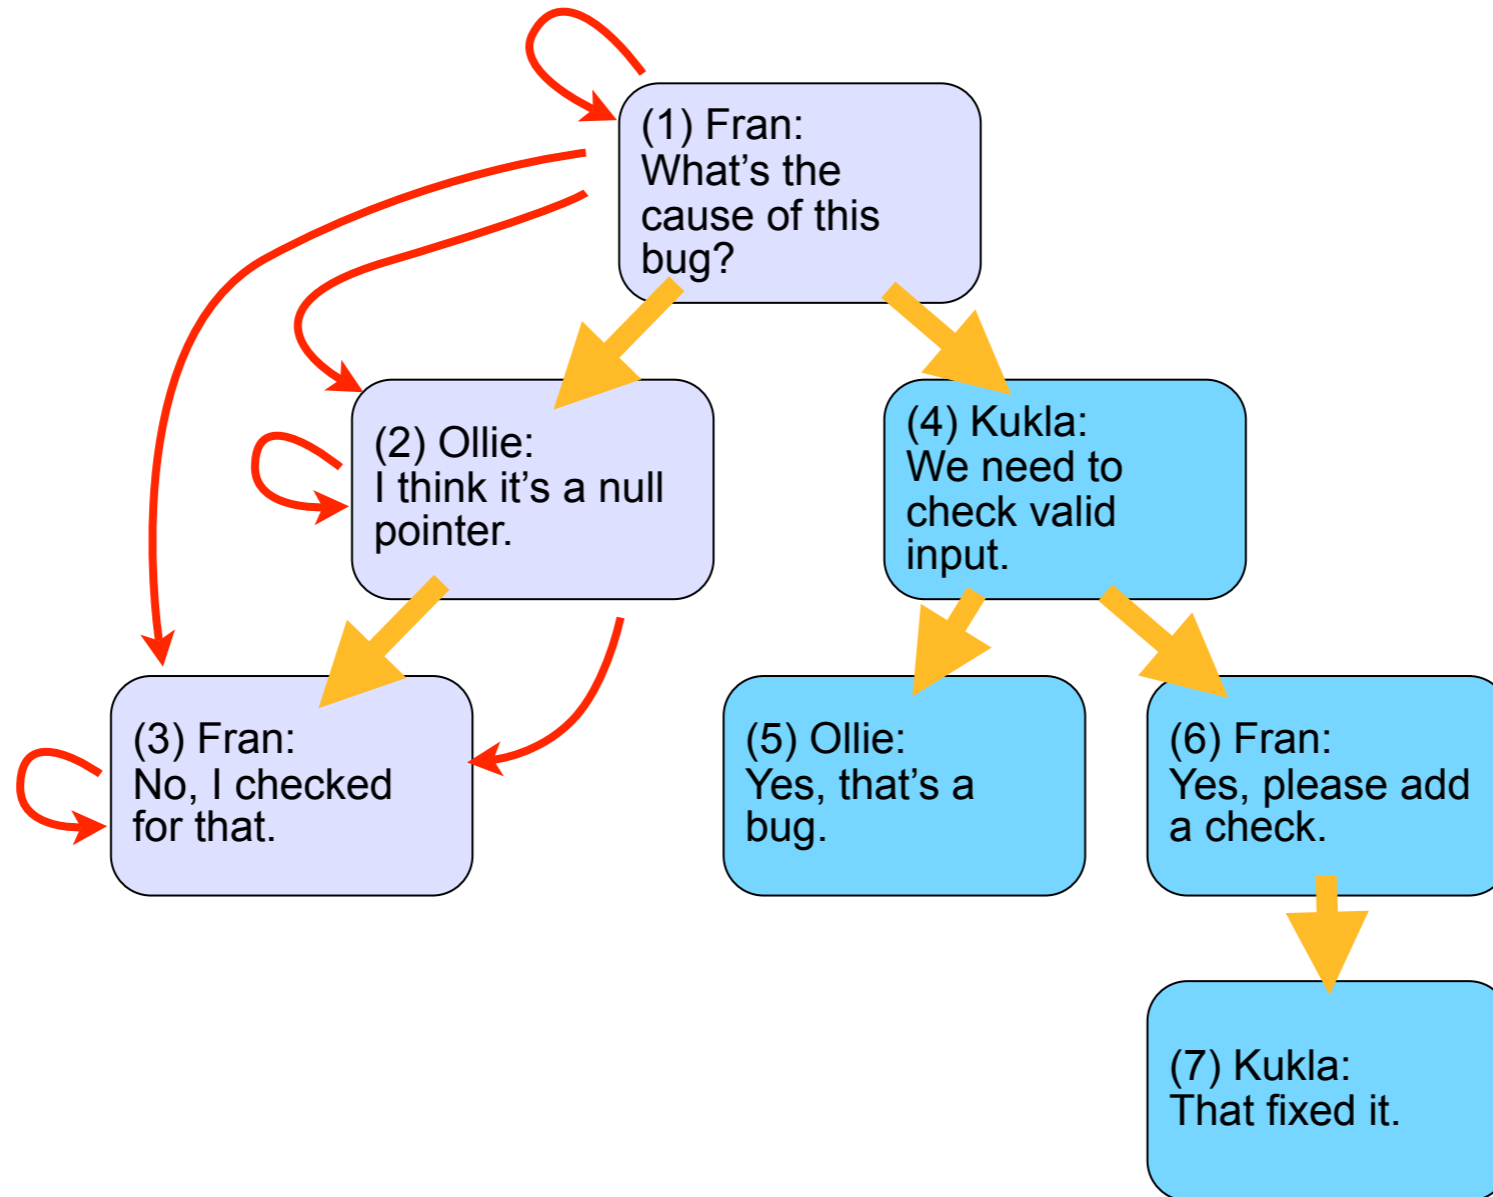 (1) Fran:
What’s the
cause of this
bug?
(2) Ollie:
I think it’s a null
pointer.
(4) Kukla:
We need to
check valid
input.
(3) Fran:
No, I checked
for that.
(5) Ollie:
Yes, that’s a
bug.
(6) Fran:
Yes, please add
a check.
(7) Kukla:
That fixed it.